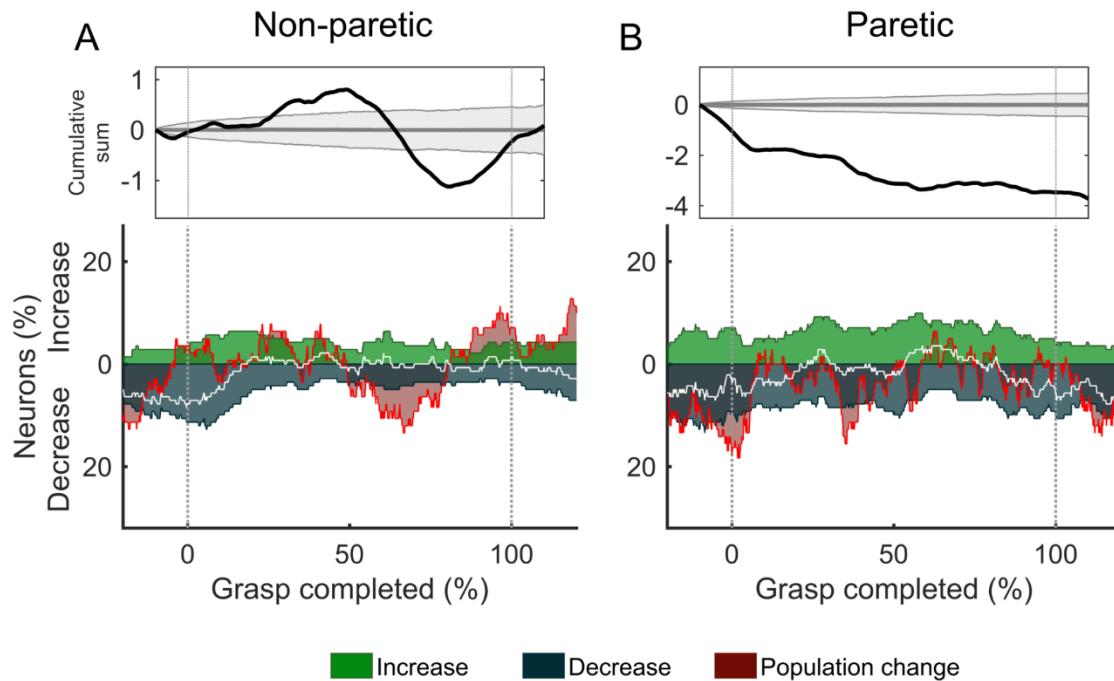 A
Non-paretic
B
Paretic
Cumulative
sum
1
0
-1
0
-2
-4
Neurons (%)
Decrease Increase
20
0
20
20
0
20
0 50 100
0 50 100
Grasp completed (%)
Grasp completed (%)
Increase
Decrease
Population change